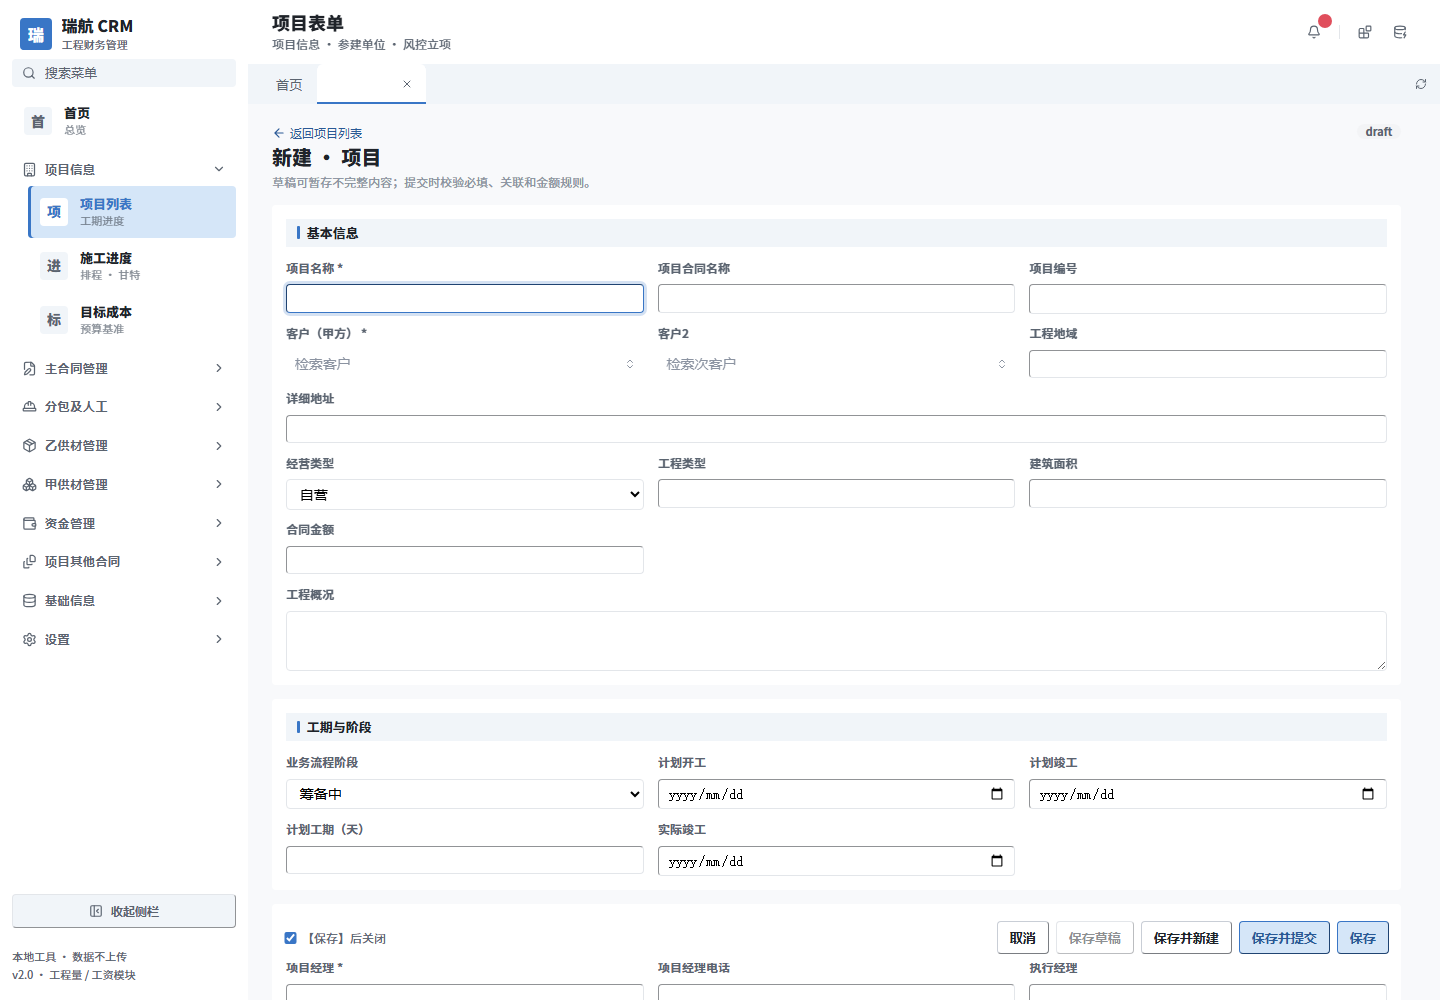 瑞
瑞航 CRM
工程财务管理
搜索菜单
首
首页
总览
项目信息
项
项目列表
工期进度
进
施工进度
排程 · 甘特
标
目标成本
预算基准
主合同管理
分包及人工
乙供材管理
甲供材管理
资金管理
项目其他合同
基础信息
设置
收起侧栏
本地工具 · 数据不上传
v2.0 · 工程量 / 工资模块
项目表单
项目信息 · 参建单位 · 风控立项
首页
返回项目列表
draft
新建 · 项目
草稿可暂存不完整内容；提交时校验必填、关联和金额规则。
基本信息
项目名称 *
项目合同名称
项目编号
客户（甲方） *
客户2
工程地域
检索客户
检索次客户
详细地址
经营类型
工程类型
建筑面积
自营
合同金额
工程概况
工期与阶段
业务流程阶段
计划开工
计划竣工
筹备中
yyyy/mm/dd
yyyy/mm/dd
计划工期（天）
实际竣工
yyyy/mm/dd
【保存】后关闭
取消
保存草稿
保存并新建
保存并提交
保存
项目经理 *
项目经理电话
执行经理